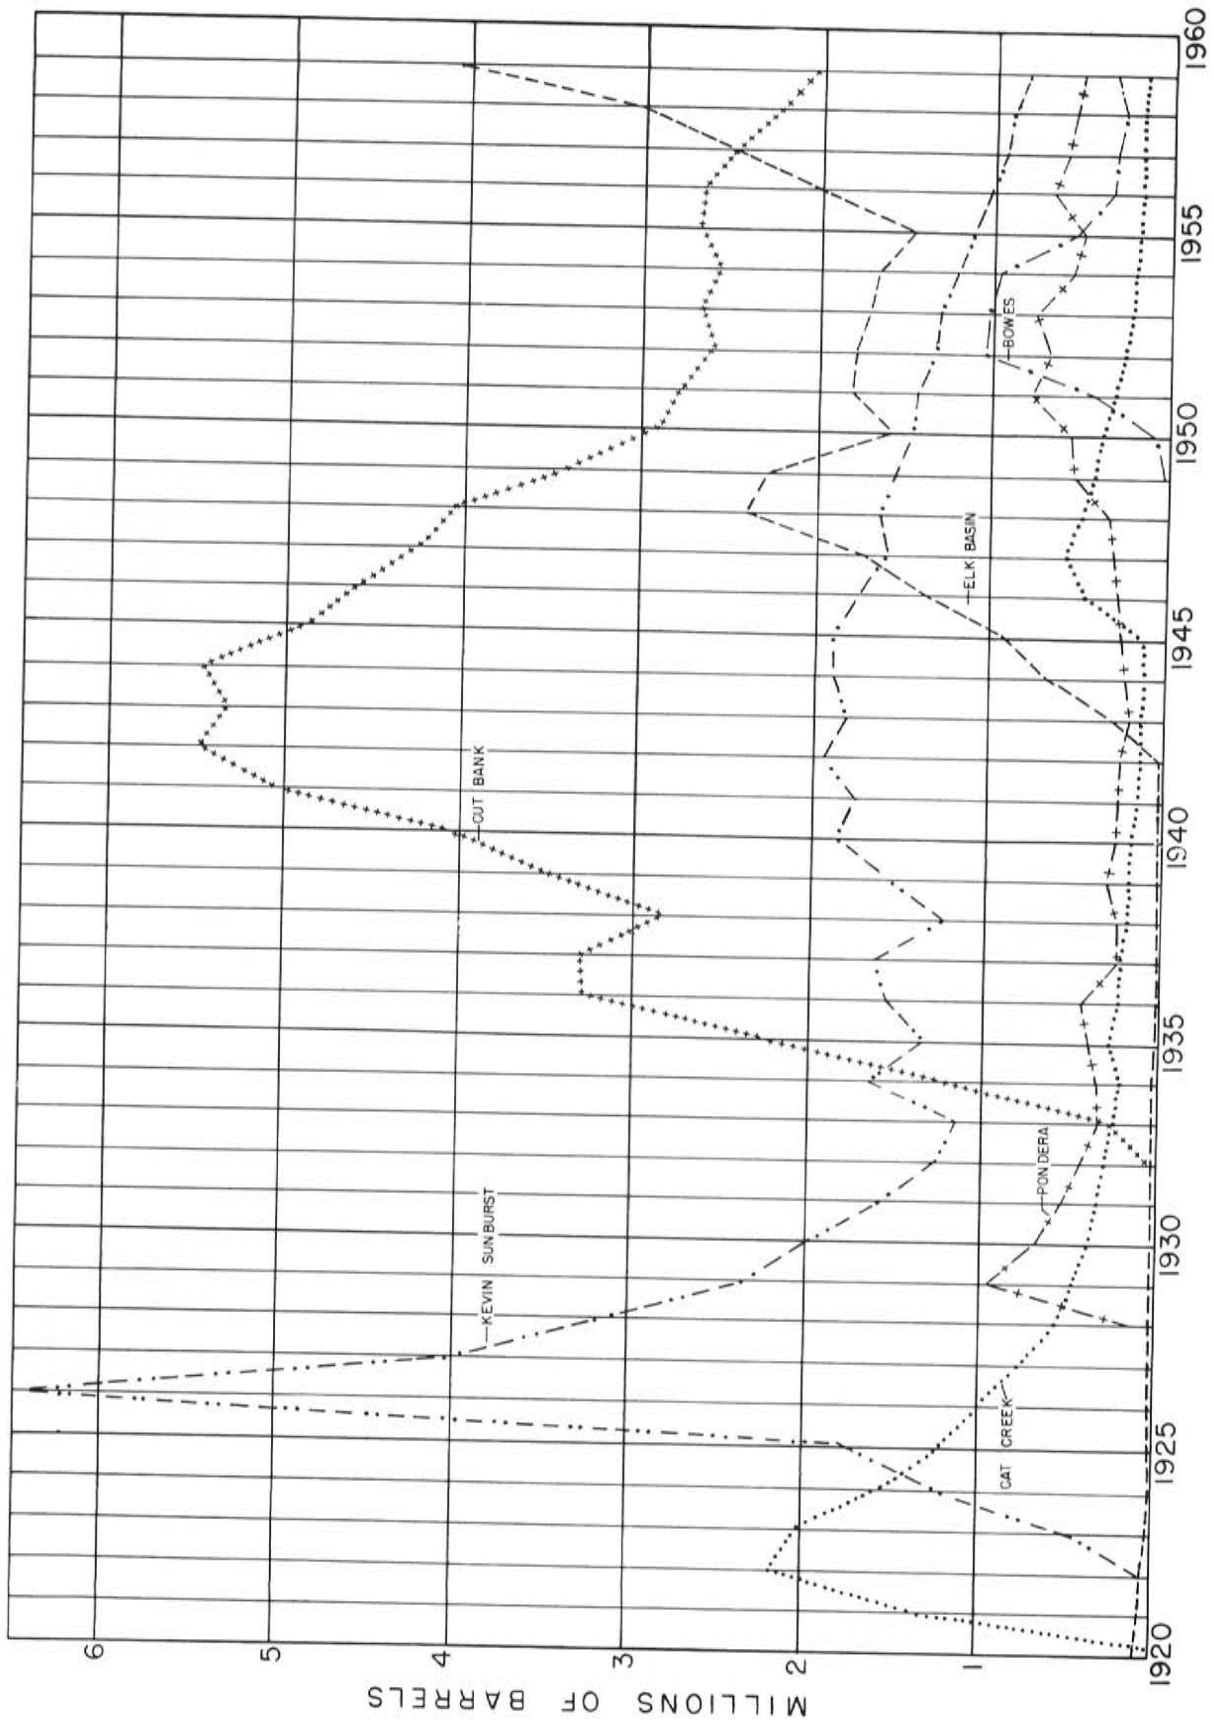 MILLIONS OF BARRELS
6
5
4
3
2
1
CUT BANK
KEVIN SUNBURST
ELK BASIN
BOWES
PONDERA
CAT CREEK
1920
1925
1930
1935
1940
1945
1950
1955
1960